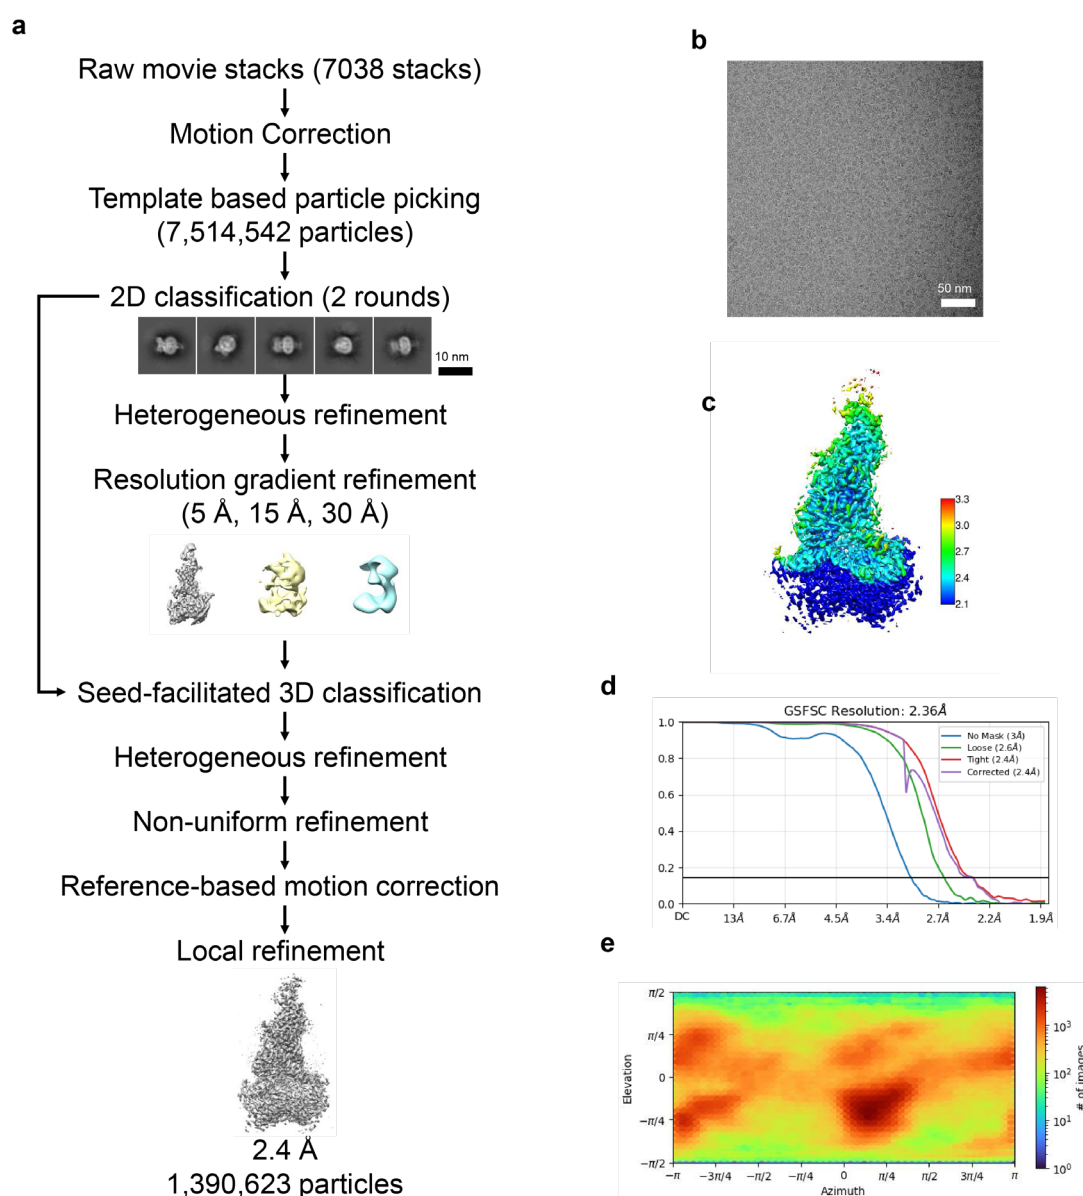 a
Raw movie stacks (7038 stacks)
Motion Correction
Template based particle picking
(7,514,542 particles)
2D classification (2 rounds)
10 nm
Heterogeneous refinement
Resolution gradient refinement
(5 Å, 15 Å, 30 Å)
Seed-facilitated 3D classification
Heterogeneous refinement
Non-uniform refinement
Reference-based motion correction
Local refinement
2.4 Å
1,390,623 particles
b
50 nm
c
3.3
3.0
2.7
2.4
2.1
d
GSFSC Resolution: 2.36Å
No Mask (3Å)
Loose (2.6Å)
Tight (2.4Å)
Corrected (2.4Å)
1.0
0.8
0.6
0.4
0.2
0.0
DC 13Å 6.7Å 4.5Å 3.4Å 2.7Å 2.2Å 1.9Å
e
π/2
π/4
0
−π/4
−π/2
Elevation
−π −3π/4 −π/2 −π/4 0 π/4 π/2 3π/4 π
Azimuth
10³
10²
10¹
10⁰
# of images